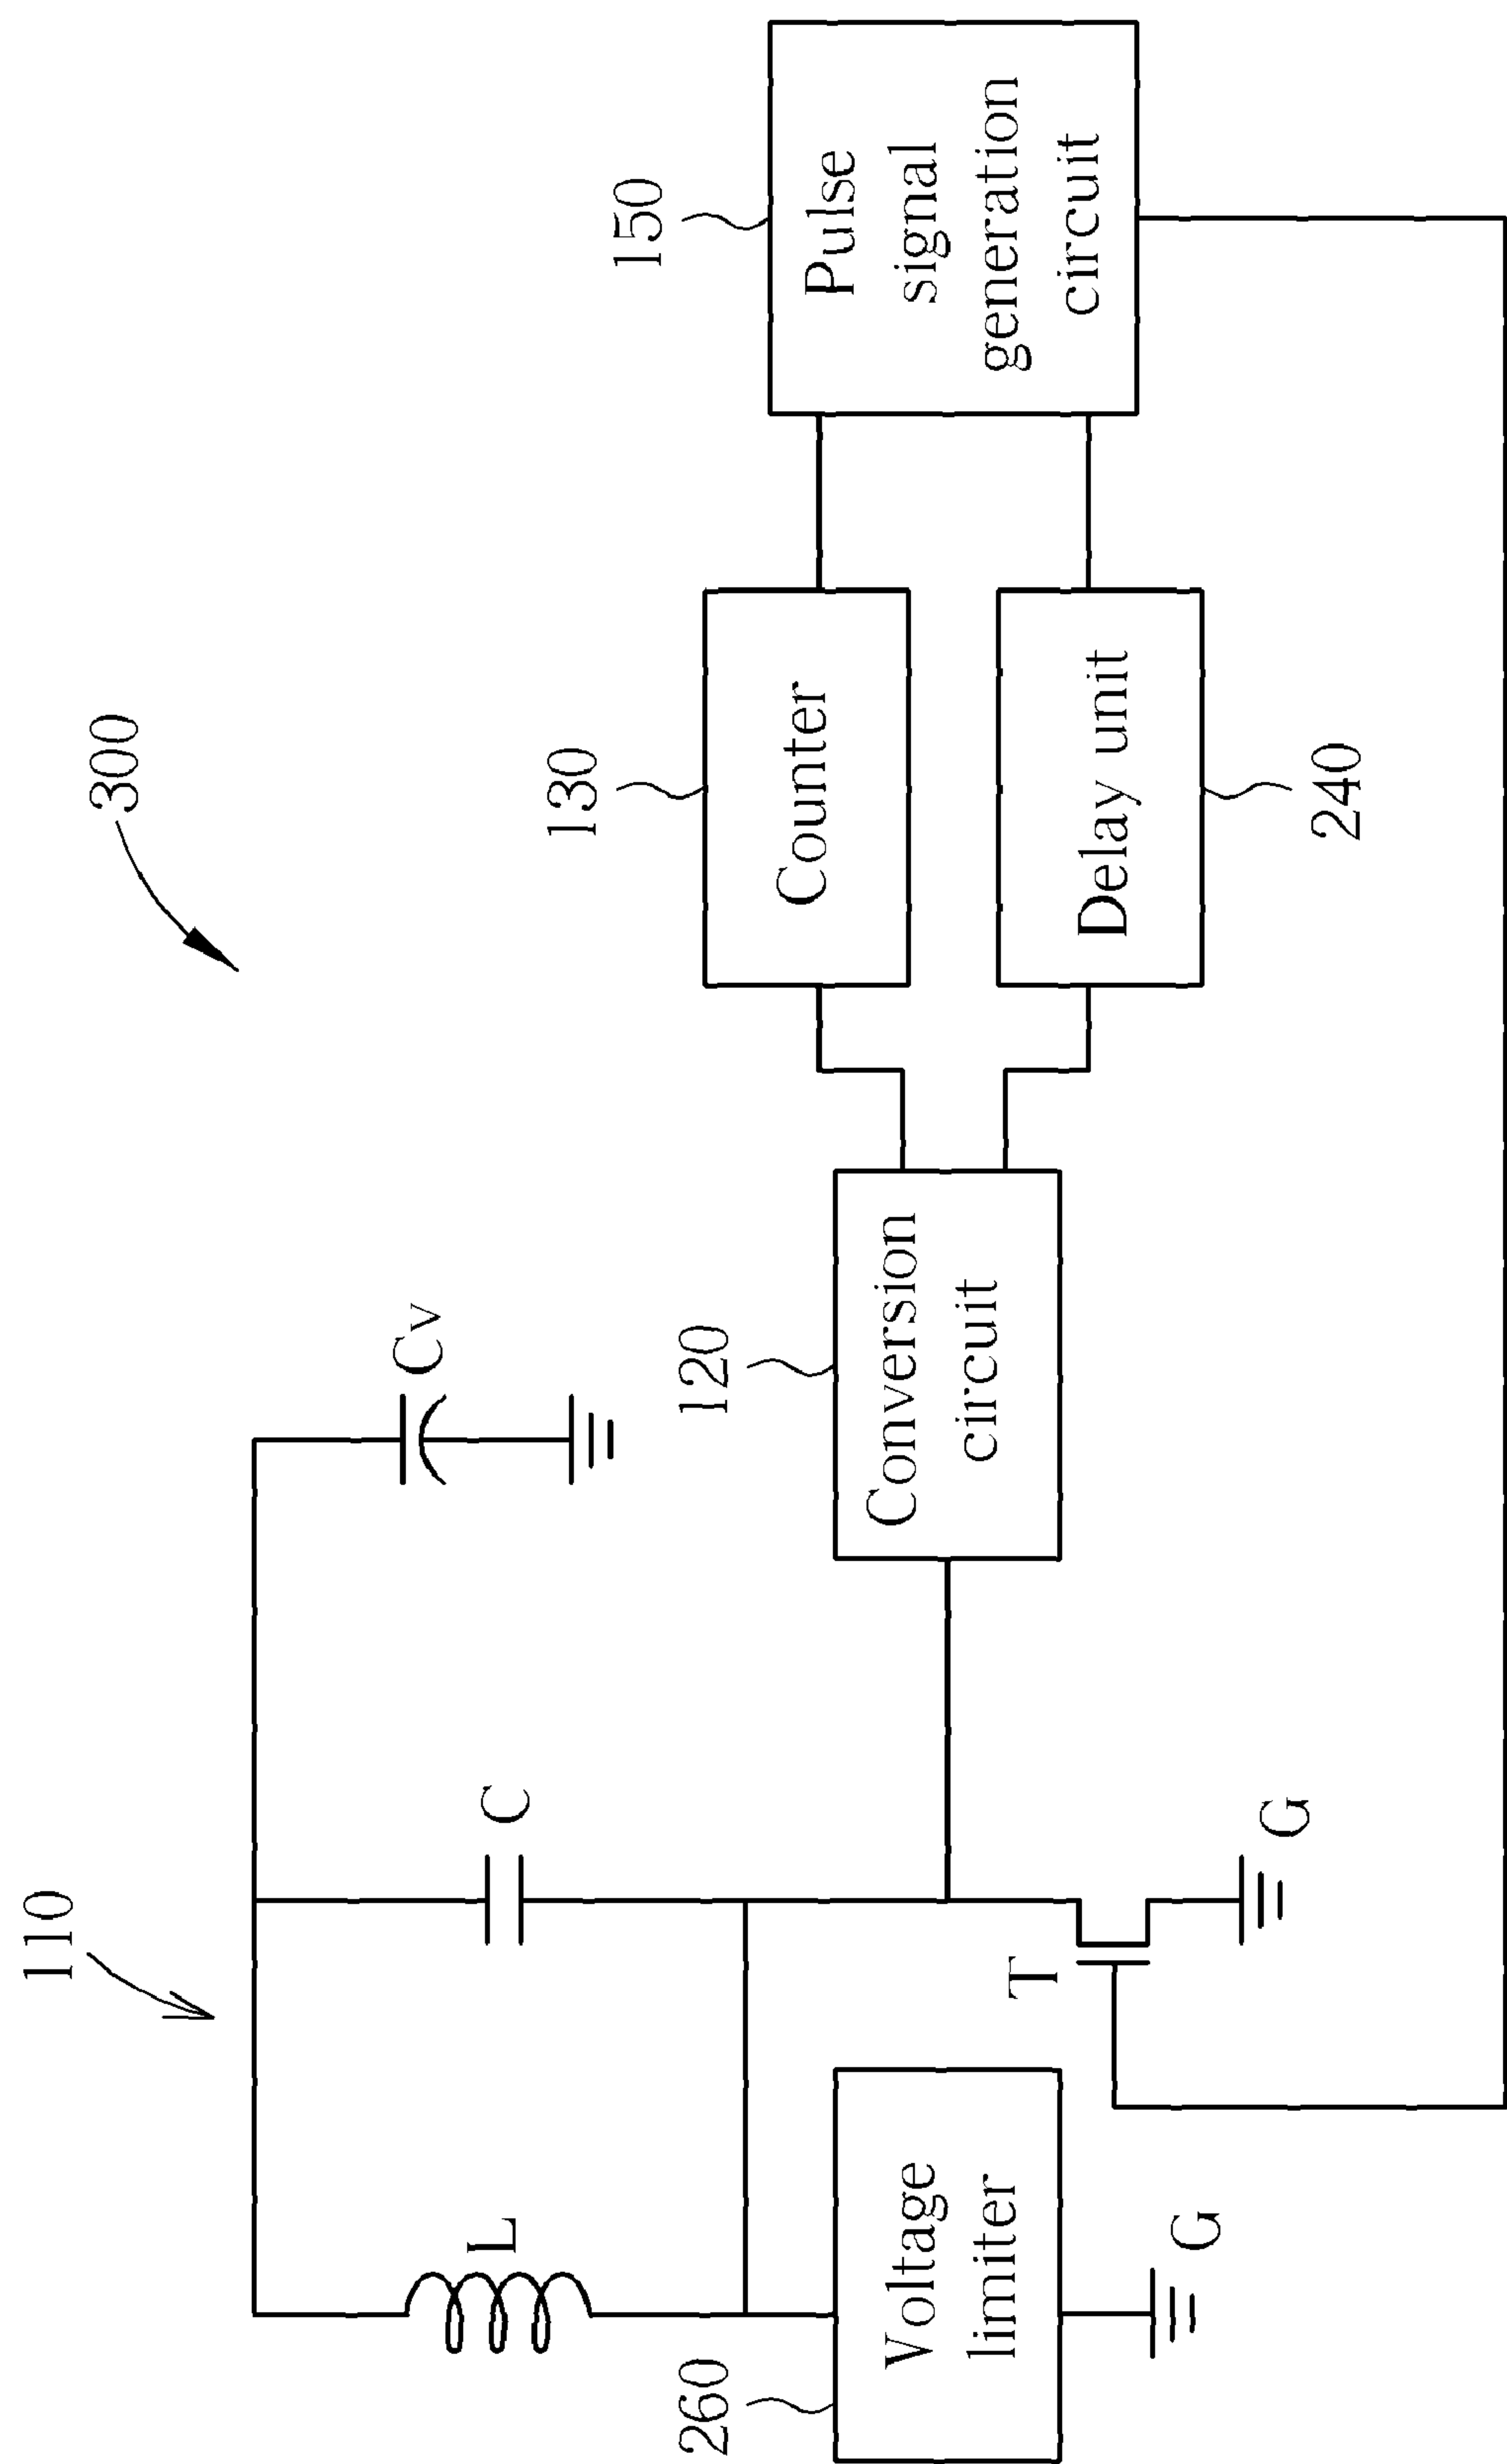 300
110
L
C
Cv
260
Voltage
limiter
G
T
G
120
Conversion
circuit
130
Counter
Delay unit
240
150
Pulse
signal
generation
circuit